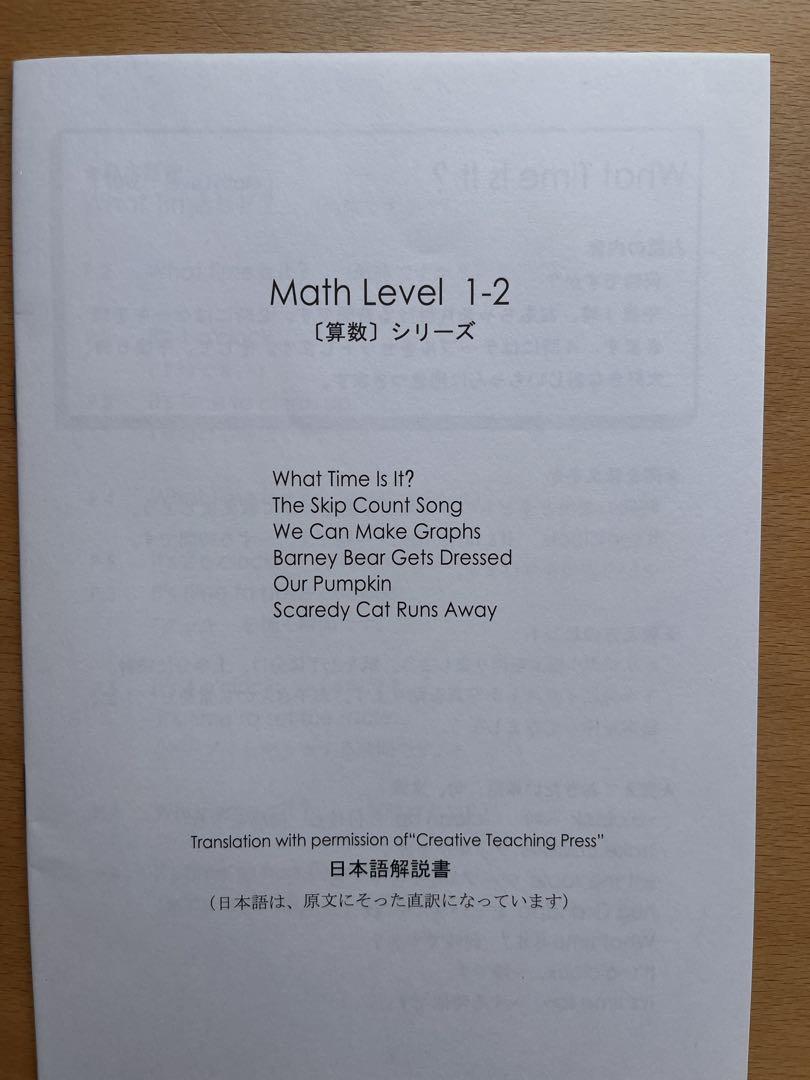 Math Level 1-2
〔算数〕シリーズ
What Time Is It?
The Skip Count Song
We Can Make Graphs
Barney Bear Gets Dressed
Our Pumpkin
Scaredy Cat Runs Away
Translation with permission of“Creative Teaching Press”
日本語解説書
（日本語は、原文にそった直訳になっています）